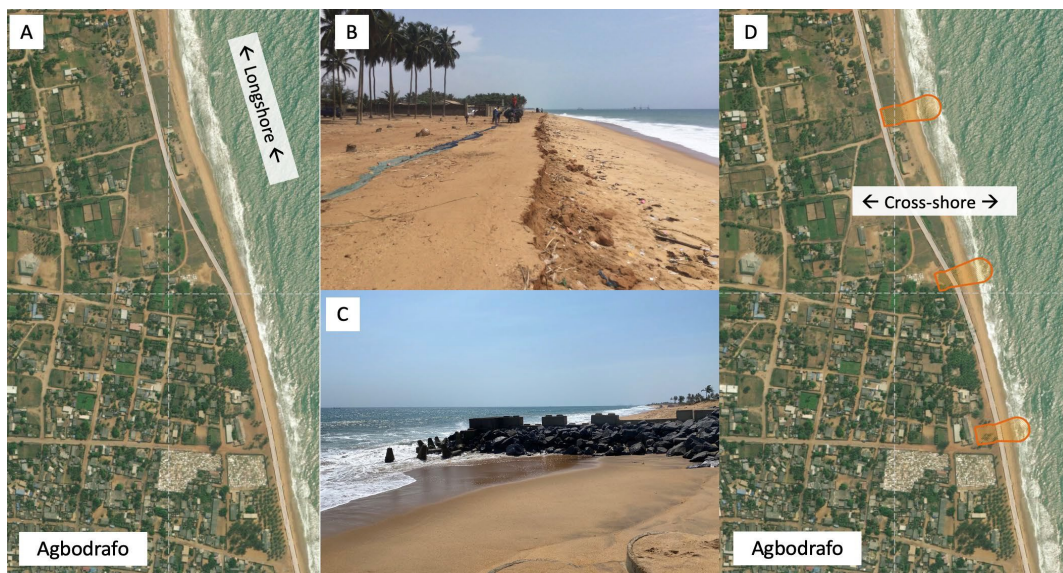 A
← Longshore ←
Agbodrafo
B
C
D
← Cross-shore →
Agbodrafo